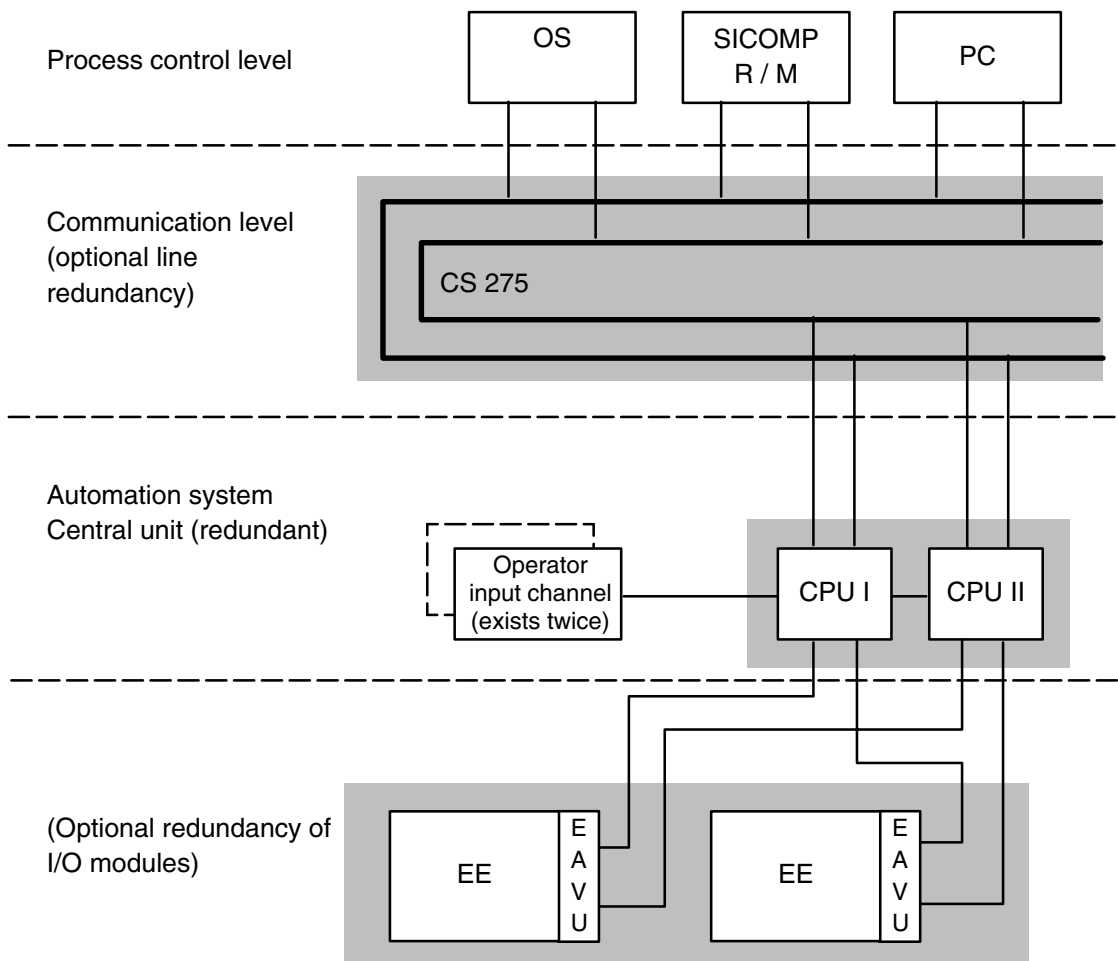 Process control level
OS
SICOMP
R / M
PC
Communication level
(optional line
redundancy)
CS 275
Automation system
Central unit (redundant)
Operator
input channel
(exists twice)
CPU I
CPU II
(Optional redundancy of
I/O modules)
EE
E
A
V
U
EE
E
A
V
U